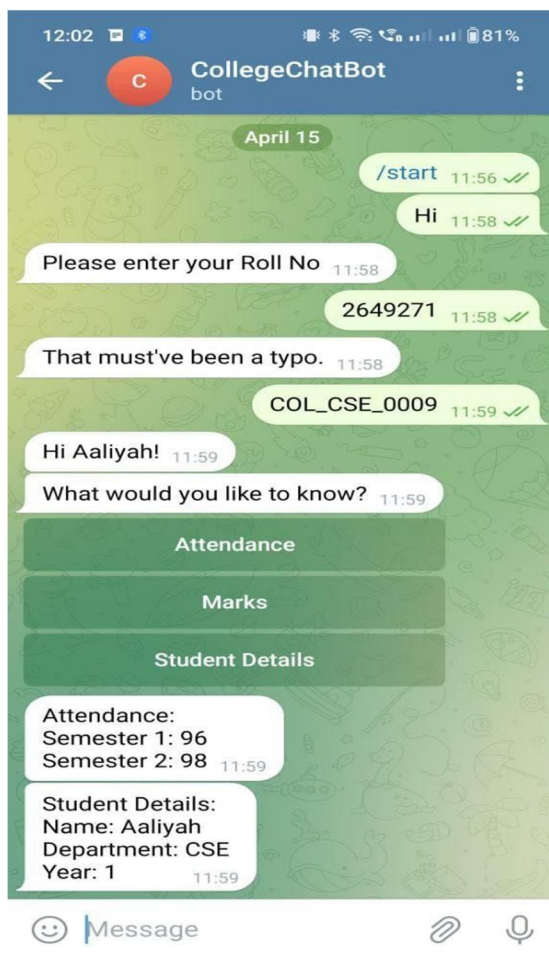 12:02 81%
C
CollegeChatBot
bot
April 15
/start 11:56
Hi 11:58
Please enter your Roll No 11:58
2649271 11:58
That must've been a typo. 11:58
COL_CSE_0009 11:59
Hi Aaliyah! 11:59
What would you like to know? 11:59
Attendance
Marks
Student Details
Attendance:
Semester 1: 96
Semester 2: 98 11:59
Student Details:
Name: Aaliyah
Department: CSE
Year: 1 11:59
Message